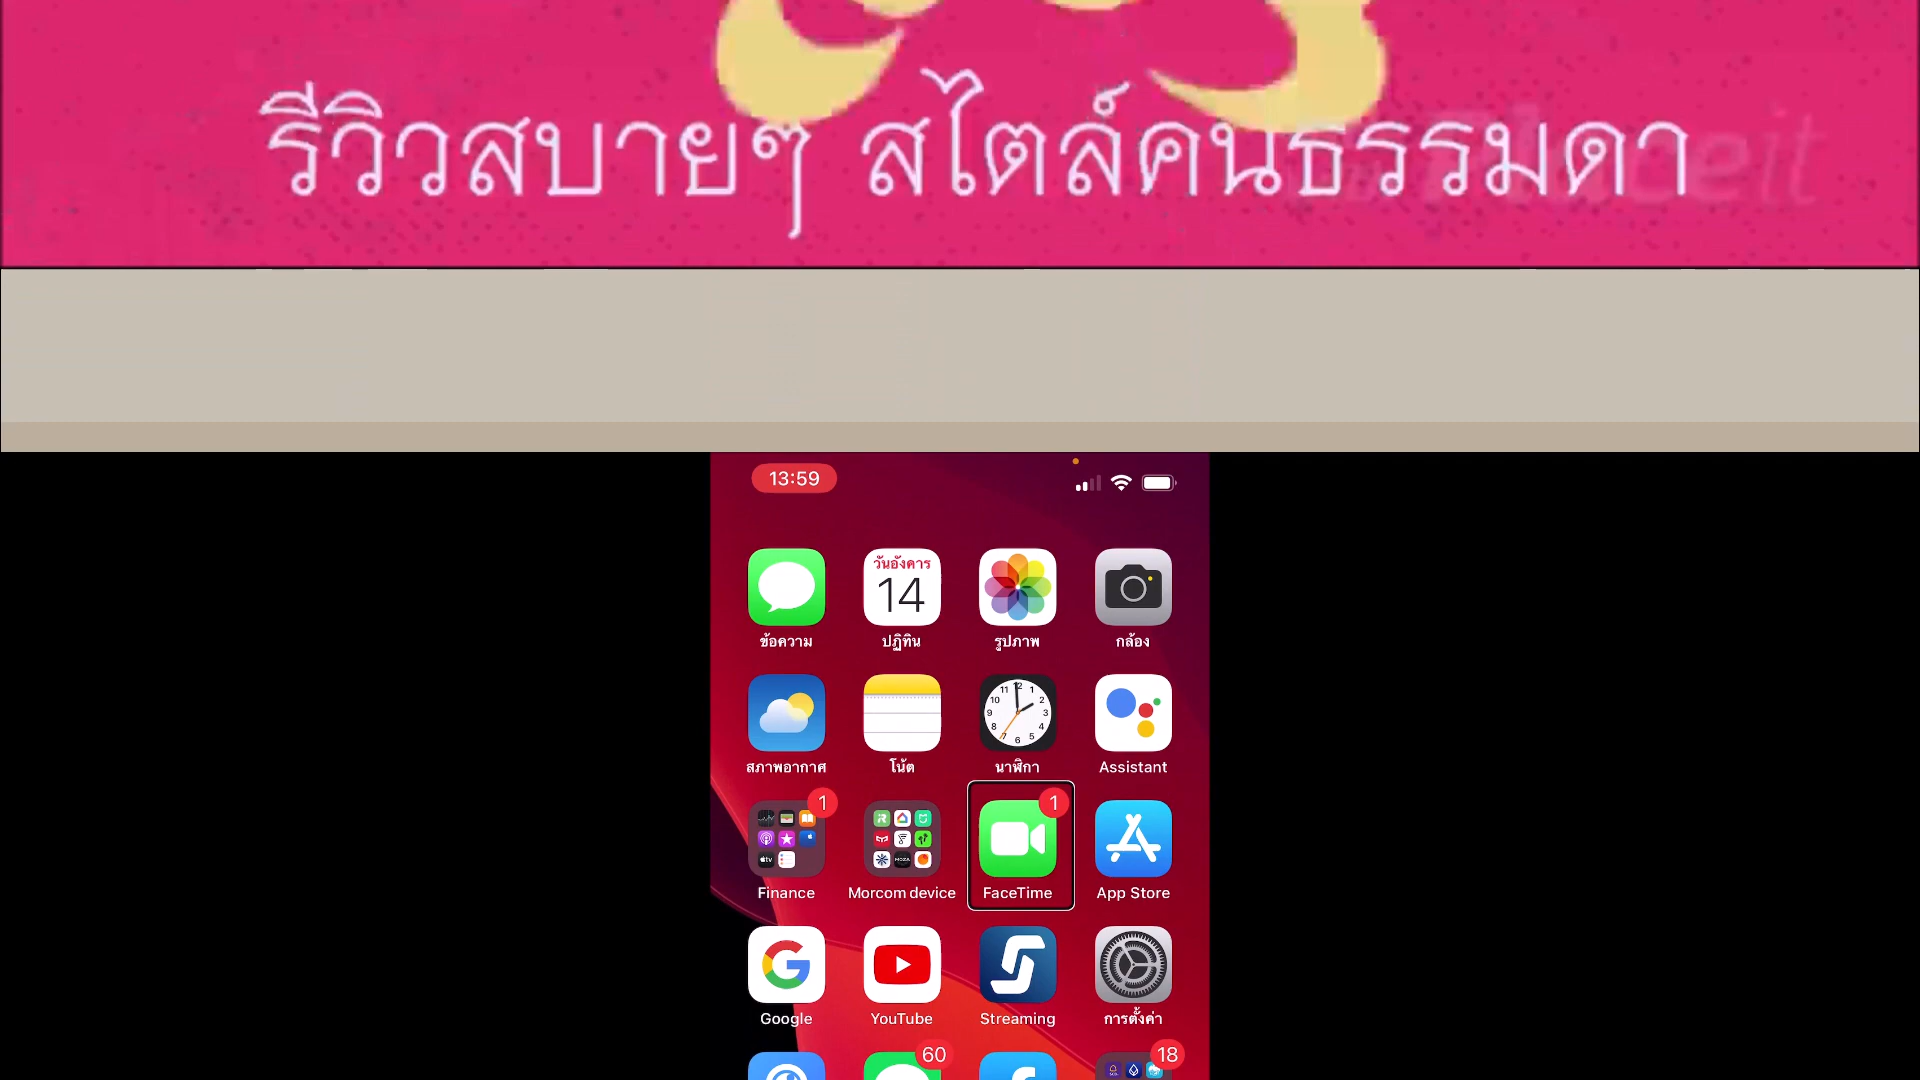 รีวิวสบายๆ สไตล์คนธรรมดา
13:59
วันอังคาร
14
ข้อความ
ปฏิทิน
รูปภาพ
กล้อง
สภาพอากาศ
โน้ต
นาฬิกา
Assistant
1
1
Finance
Morcom device
FaceTime
App Store
Google
YouTube
Streaming
การตั้งค่า
60
18